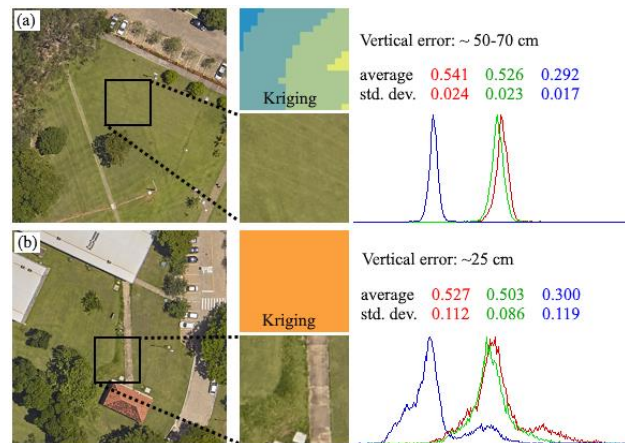 (a)
Kriging
Vertical error: ~ 50-70 cm
average 0.541 0.526 0.292
std. dev. 0.024 0.023 0.017
(b)
Kriging
Vertical error: ~25 cm
average 0.527 0.503 0.300
std. dev. 0.112 0.086 0.119